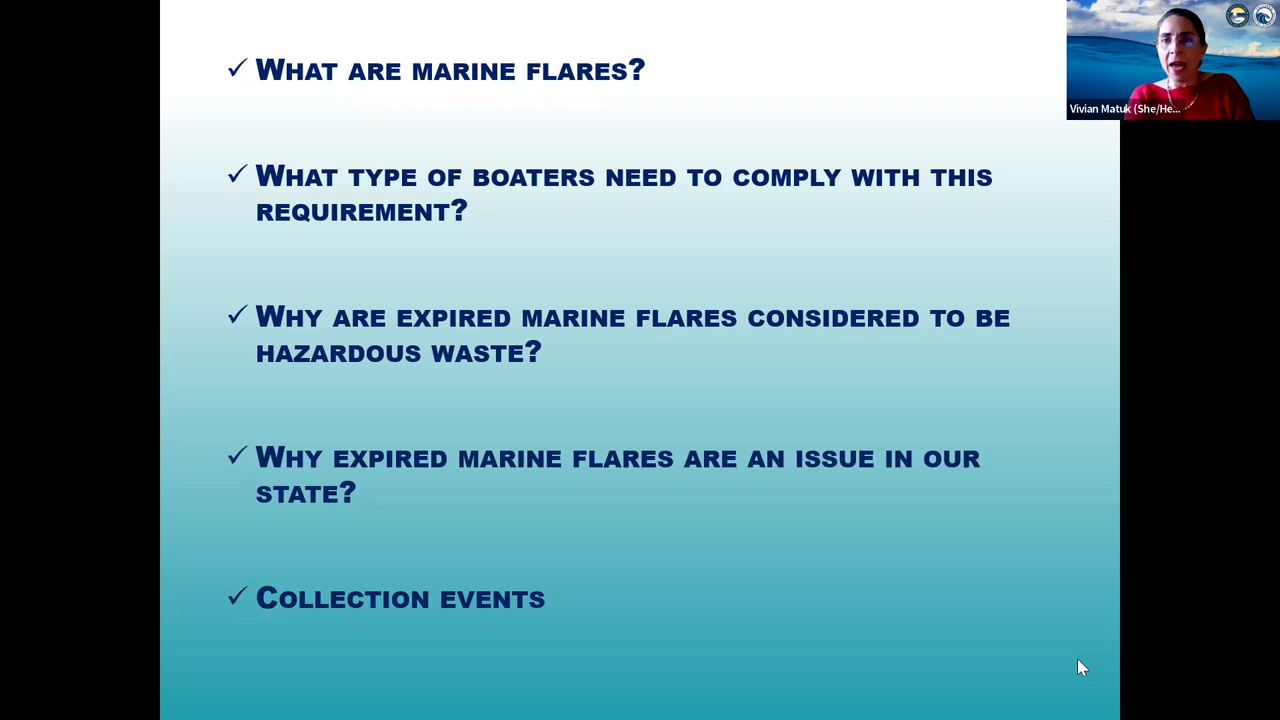 ✓ What are marine flares?
✓ What type of boaters need to comply with this
requirement?
✓ Why are expired marine flares considered to be
hazardous waste?
✓ Why expired marine flares are an issue in our
state?
✓ Collection events
Vivian Matuk (She/He...